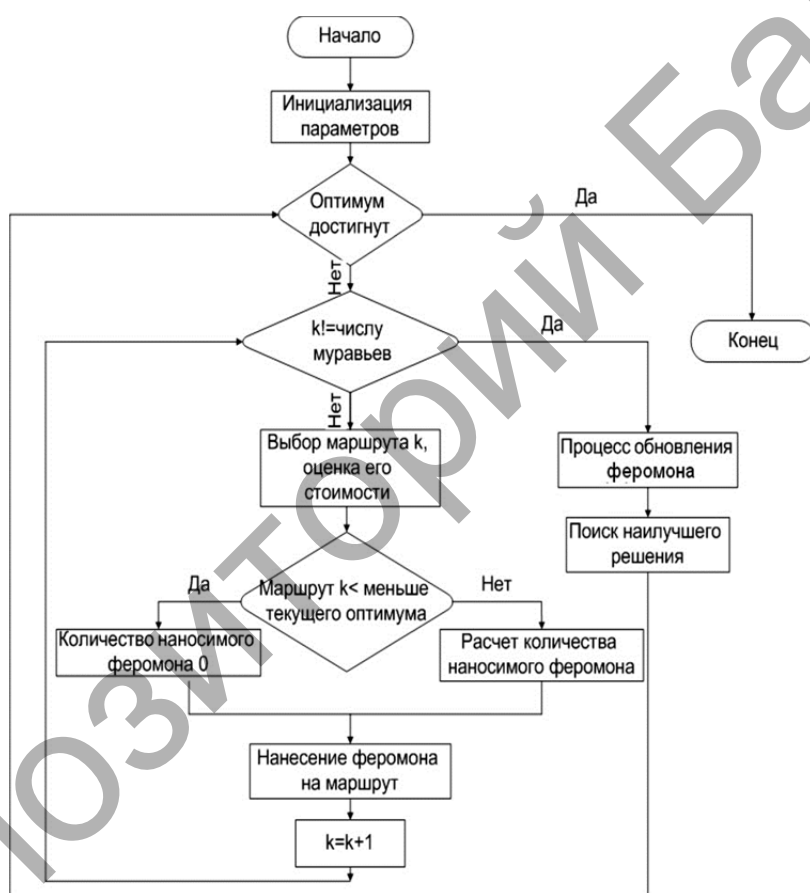 Начало
Инициализация
параметров
Оптимум
достигнут
Да
Нет
k!=числу
муравьев
Да
Конец
Нет
Выбор маршрута k,
оценка его
стоимости
Процесс обновления
феромона
Поиск наилучшего
решения
Маршрут k< меньше
текущего оптимума
Да
Нет
Количество наносимого
феромона 0
Расчет количества
наносимого феромона
Нанесение феромона
на маршрут
k=k+1